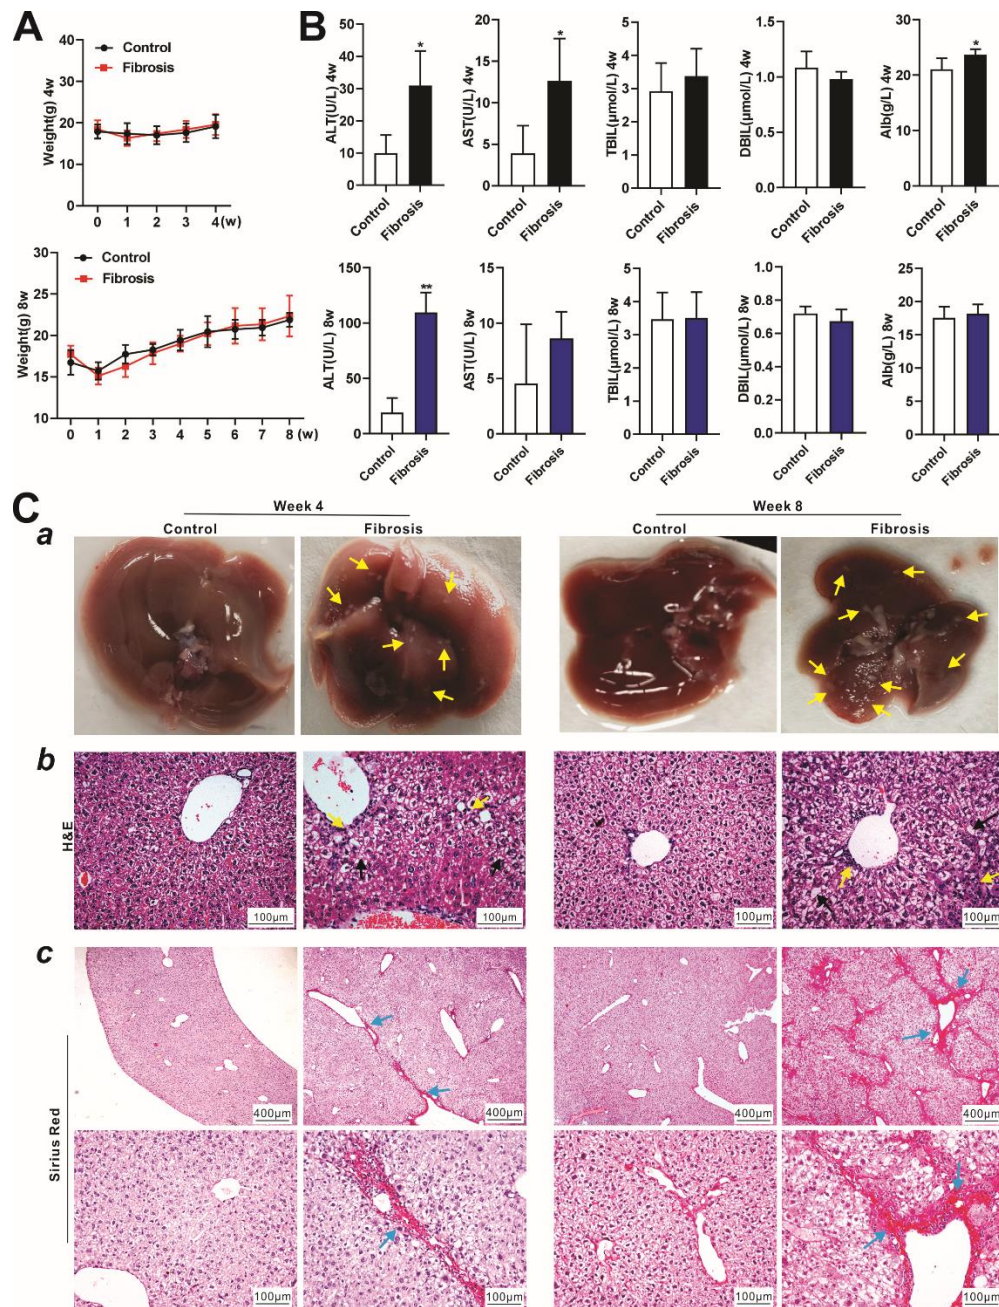 A
Weight(g) 4w
40
30
20
10
0
Control
Fibrosis
0 1 2 3 4 (w)
Weight(g) 8w
30
25
20
15
10
Control
Fibrosis
0 1 2 3 4 5 6 7 8 (w)
B
ALT(U/L) 4w
50
40
30
20
10
0
*
Control
Fibrosis
AST(U/L) 4w
20
15
10
5
0
*
Control
Fibrosis
TBIL(μmol/L) 4w
5
4
3
2
1
0
Control
Fibrosis
DBIL(μmol/L) 4w
1.5
1.0
0.5
0.0
Control
Fibrosis
Alb(g/L) 4w
30
20
10
0
*
Control
Fibrosis
ALT(U/L) 8w
150
100
50
0
**
Control
Fibrosis
AST(U/L) 8w
15
10
5
0
Control
Fibrosis
TBIL(μmol/L) 8w
5
4
3
2
1
0
Control
Fibrosis
DBIL(μmol/L) 8w
1.0
0.8
0.6
0.4
0.2
0.0
Control
Fibrosis
Alb(g/L) 8w
25
20
15
10
5
0
Control
Fibrosis
C
Week 4
Week 8
Control
Fibrosis
Control
Fibrosis
a
b
H&E
100μm
100μm
100μm
100μm
c
Sirius Red
400μm
400μm
400μm
400μm
100μm
100μm
100μm
100μm